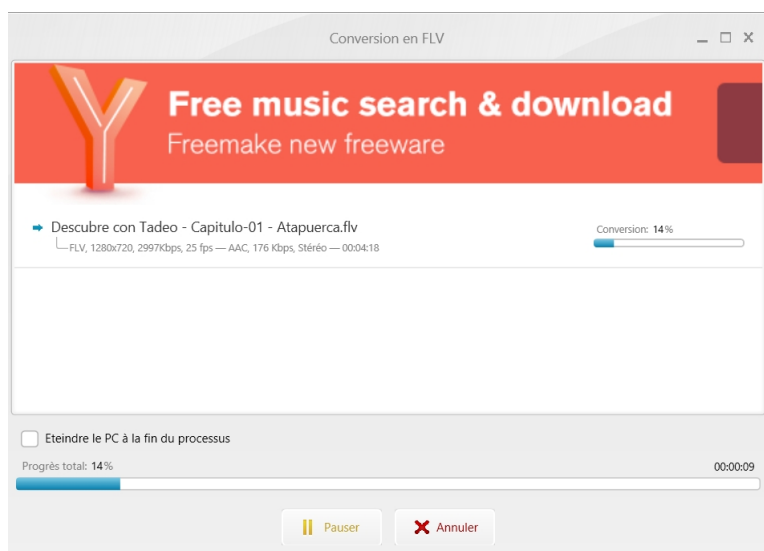 Conversion en FLV
Y
Free music search & download
Freemake new freeware
Descubre con Tadeo - Capitulo-01 - Atapuerca.flv
Conversion: 14%
FLV, 1280x720, 2997Kbps, 25 fps — AAC, 176 Kbps, Stéréo — 00:04:18
Eteindre le PC à la fin du processus
Progrès total: 14%
00:00:09
Pauser
Annuler